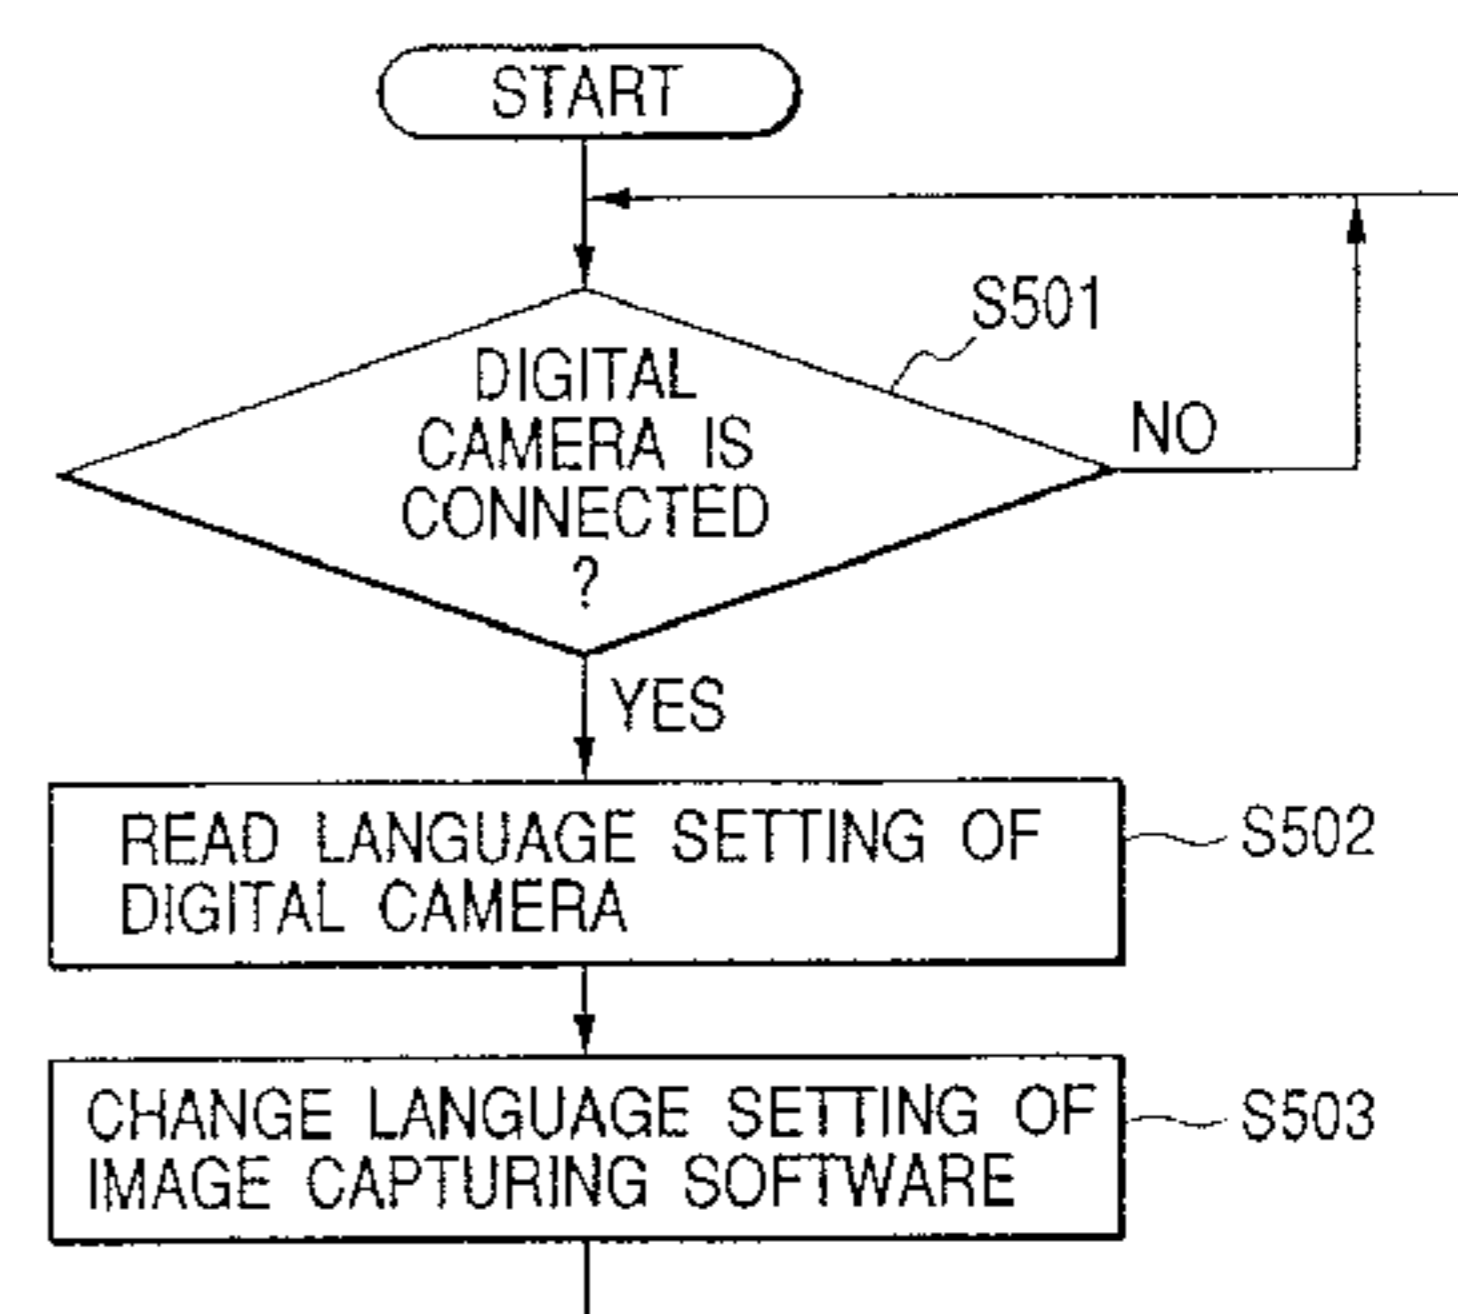 START
S501
DIGITAL
CAMERA IS
CONNECTED
?
NO
YES
READ LANGUAGE SETTING OF
DIGITAL CAMERA
S502
CHANGE LANGUAGE SETTING OF
IMAGE CAPTURING SOFTWARE
S503